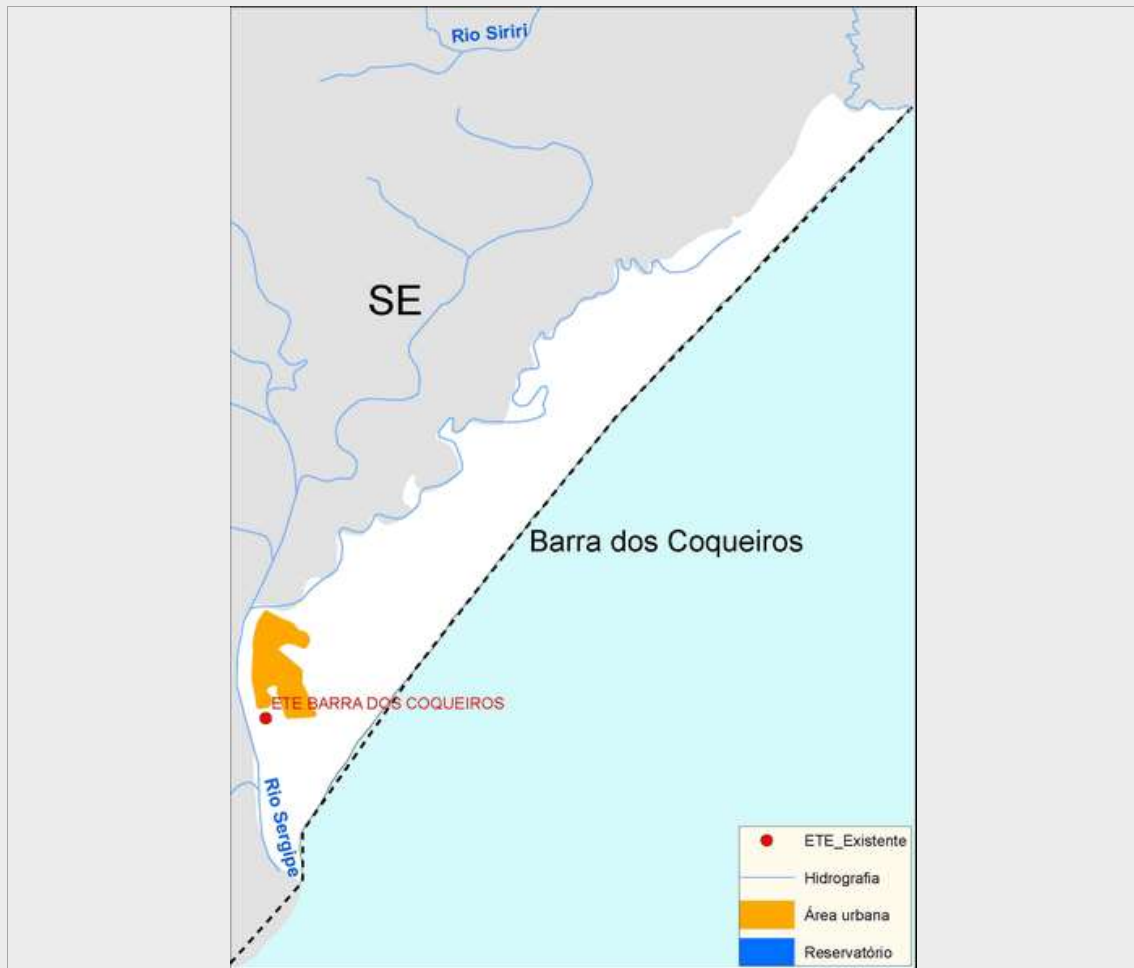 Rio Siriri
SE
Barra dos Coqueiros
ETE BARRA DOS COQUEIROS
Rio Sergipe
ETE_Existente
Hidrografia
Área urbana
Reservatório